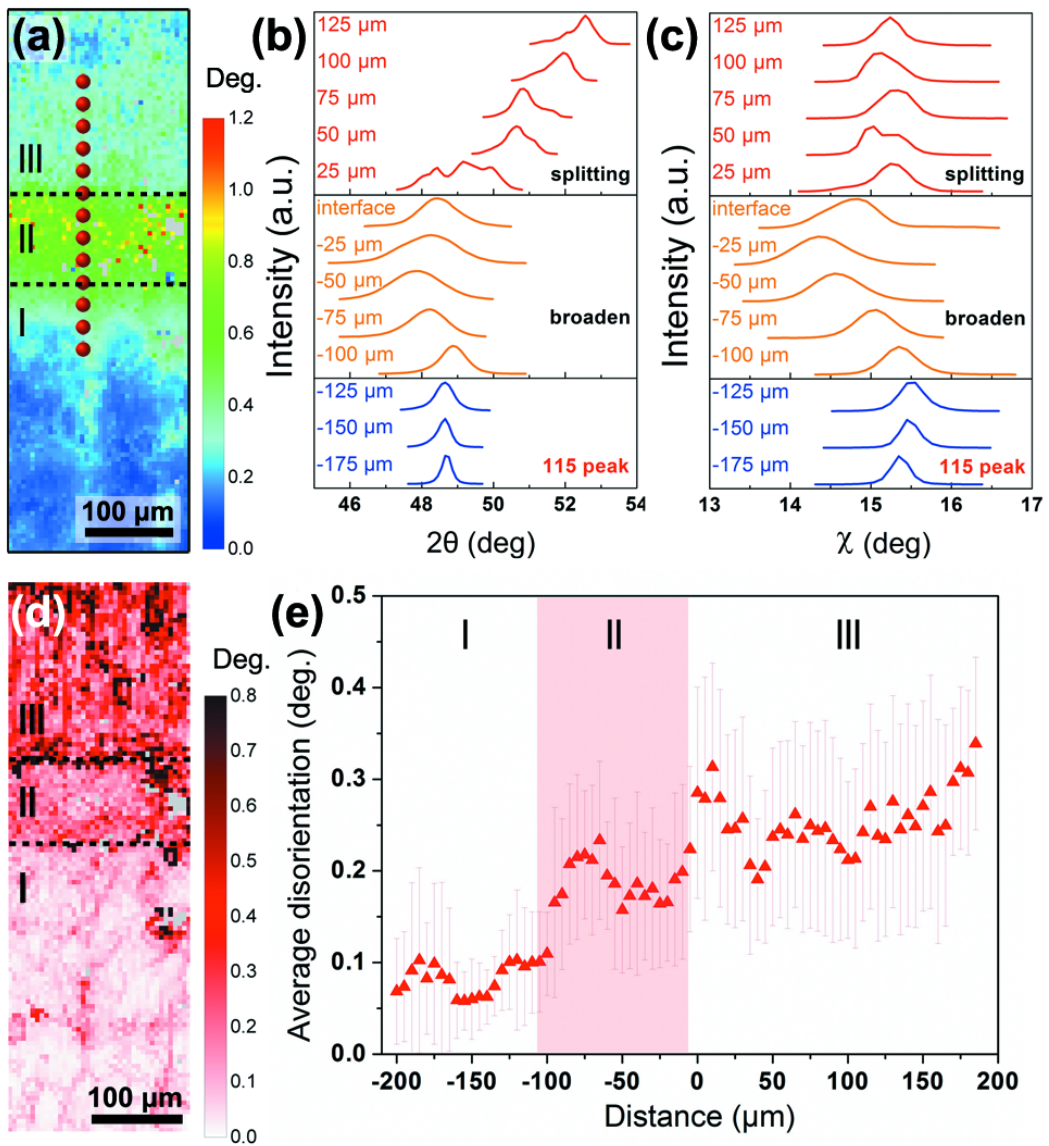 (a)
Deg.
1.2
1.0
0.8
0.6
0.4
0.2
0.0
III
II
I
100 μm
(b)
Intensity (a.u.)
125 μm
100 μm
75 μm
50 μm
25 μm
splitting
interface
-25 μm
-50 μm
-75 μm
broaden
-100 μm
-125 μm
-150 μm
-175 μm
115 peak
46 48 50 52 54
2θ (deg)
(c)
Intensity (a.u.)
125 μm
100 μm
75 μm
50 μm
25 μm
splitting
interface
-25 μm
-50 μm
-75 μm
broaden
-100 μm
-125 μm
-150 μm
-175 μm
115 peak
13 14 15 16 17
χ (deg)
(d)
Deg.
0.8
0.7
0.6
0.5
0.4
0.3
0.2
0.1
0.0
III
II
I
100 μm
(e)
I II III
Average disorientation (deg.)
0.5
0.4
0.3
0.2
0.1
0.0
-200 -150 -100 -50 0 50 100 150 200
Distance (μm)